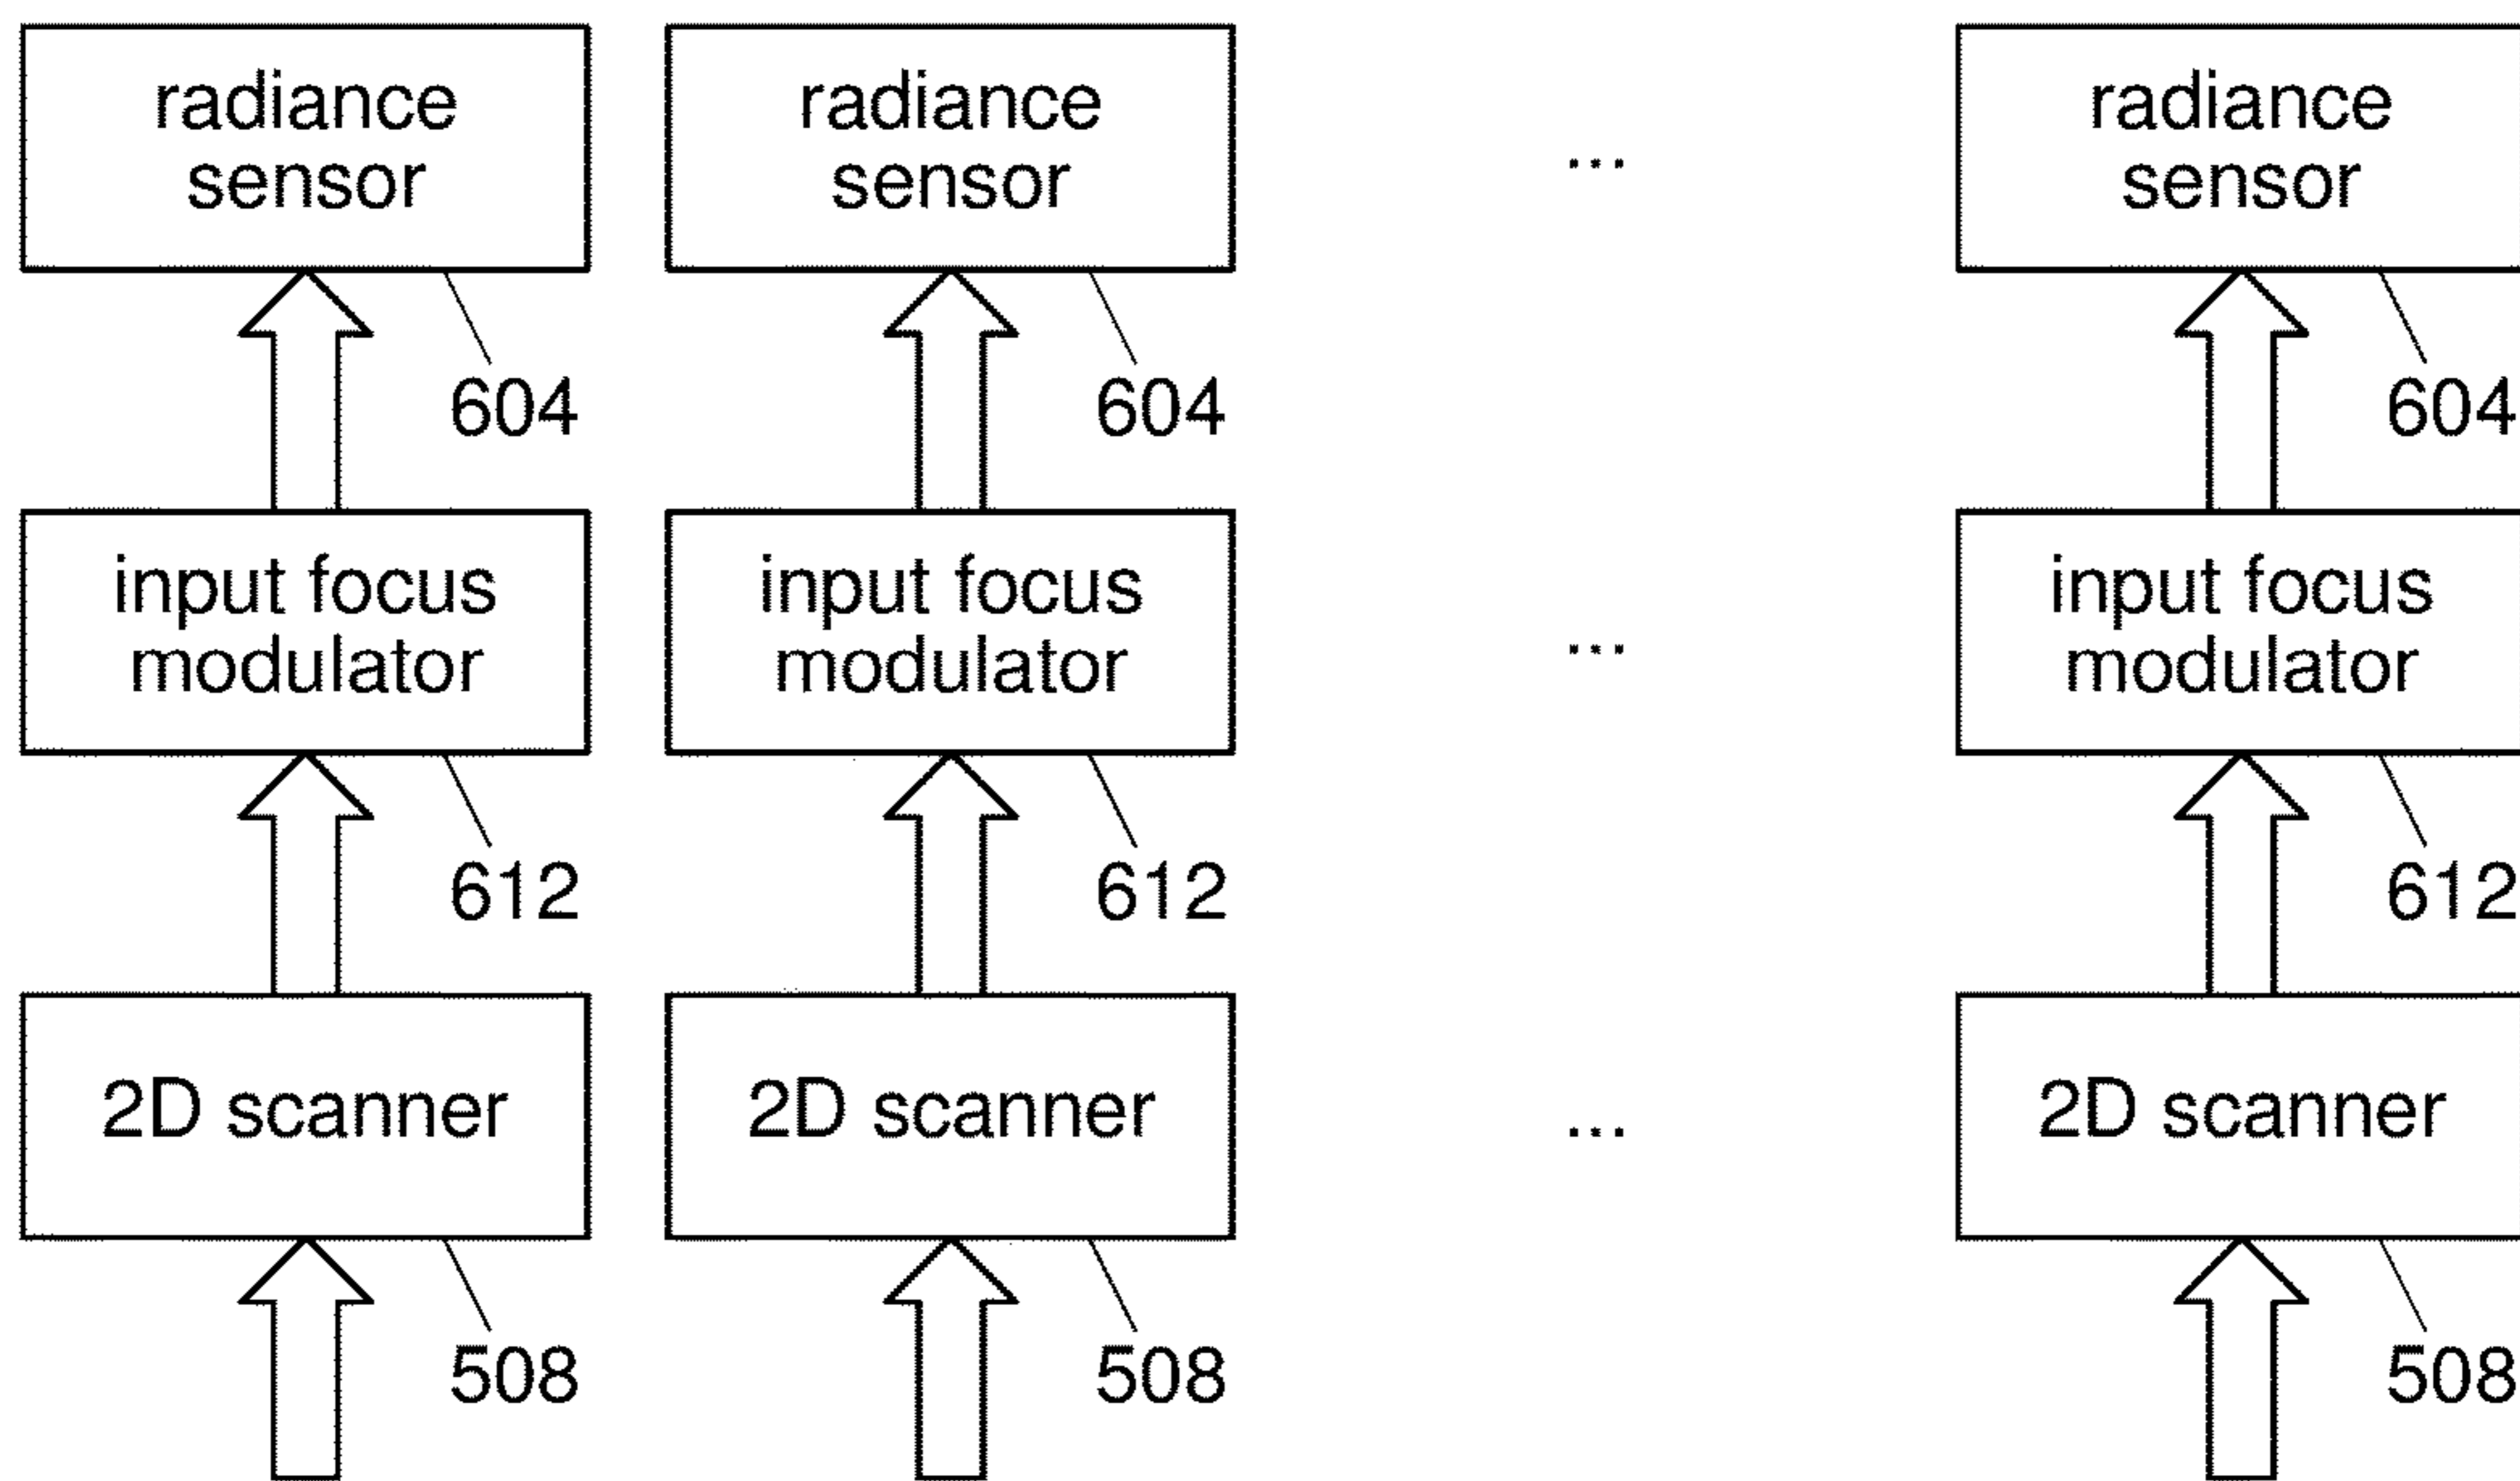 radiance
sensor
radiance
sensor
...
radiance
sensor
604
604
604
input focus
modulator
input focus
modulator
...
input focus
modulator
612
612
612
2D scanner
2D scanner
...
2D scanner
508
508
508